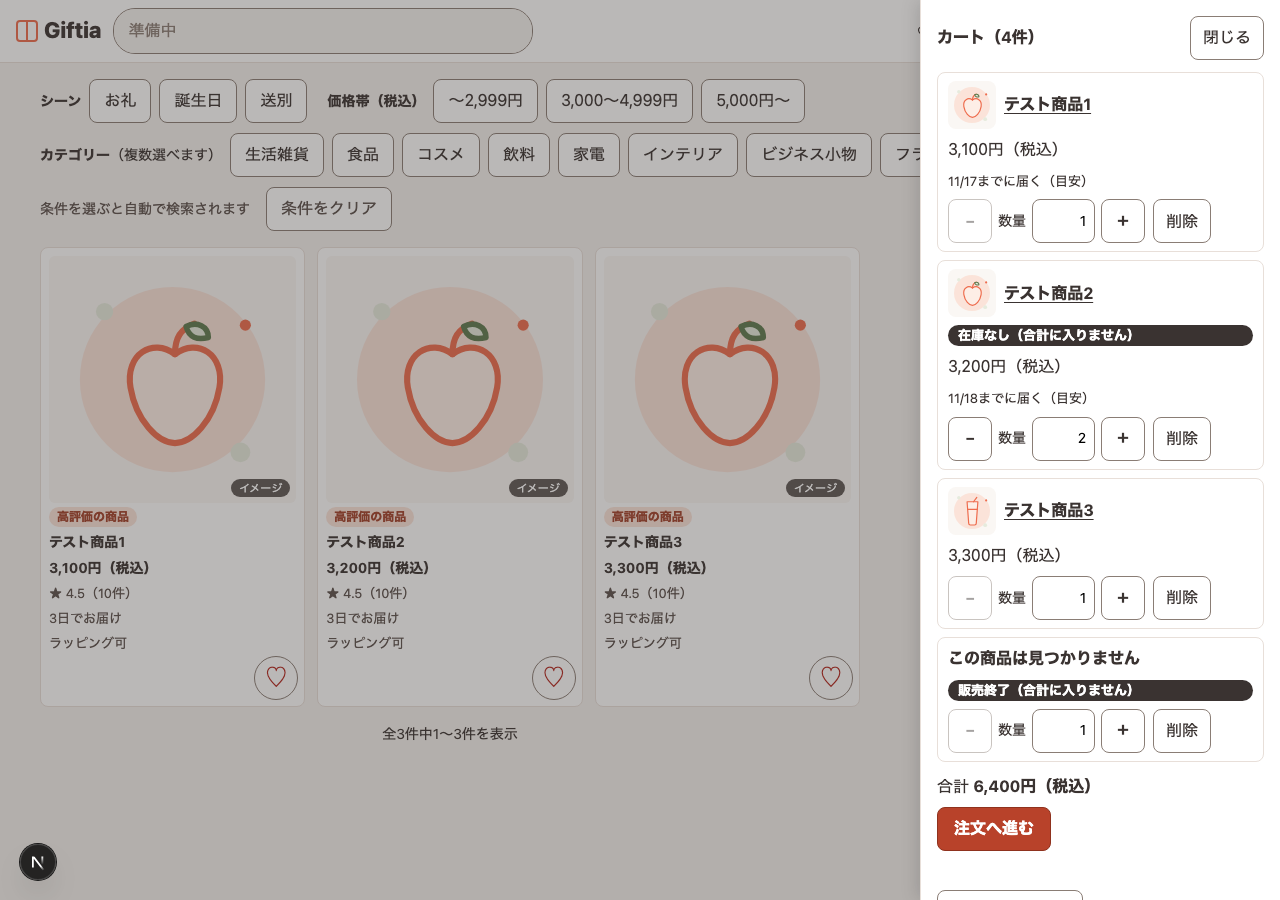 Giftia
準備中
シーン お礼 誕生日 送別 価格帯（税込） 〜2,999円 3,000〜4,999円 5,000円〜
カテゴリー（複数選べます） 生活雑貨 食品 コスメ 飲料 家電 インテリア ビジネス小物 フラ
条件を選ぶと自動で検索されます 条件をクリア
イメージ
高評価の商品
テスト商品1
3,100円（税込）
★ 4.5（10件）
3日でお届け
ラッピング可
イメージ
高評価の商品
テスト商品2
3,200円（税込）
★ 4.5（10件）
3日でお届け
ラッピング可
イメージ
高評価の商品
テスト商品3
3,300円（税込）
★ 4.5（10件）
3日でお届け
ラッピング可
全3件中1〜3件を表示
N
カート（4件） 閉じる
テスト商品1
3,100円（税込）
11/17までに届く（目安）
− 数量 1 + 削除
テスト商品2
在庫なし（合計に入りません）
3,200円（税込）
11/18までに届く（目安）
− 数量 2 + 削除
テスト商品3
3,300円（税込）
− 数量 1 + 削除
この商品は見つかりません
販売終了（合計に入りません）
− 数量 1 + 削除
合計 6,400円（税込）
注文へ進む